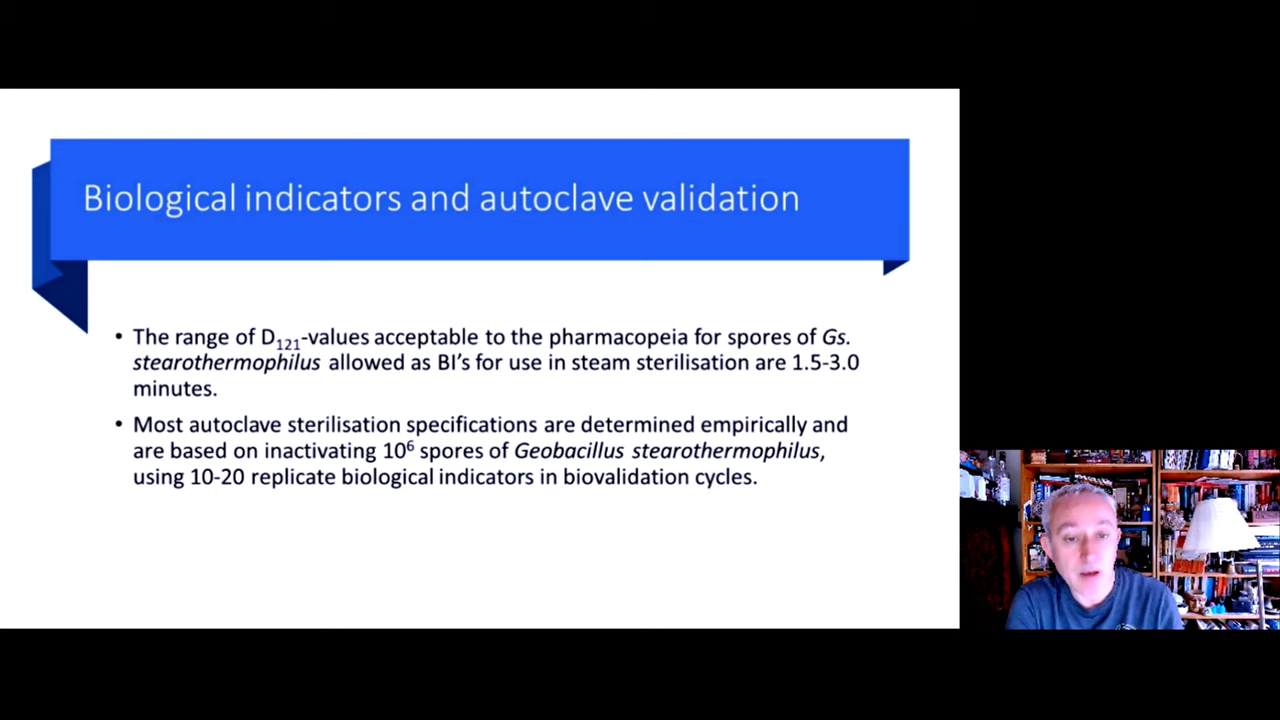 Biological indicators and autoclave validation
• The range of D₁₂₁-values acceptable to the pharmacopeia for spores of Gs.
stearothermophilus allowed as BI's for use in steam sterilisation are 1.5-3.0
minutes.
• Most autoclave sterilisation specifications are determined empirically and
are based on inactivating 10⁶ spores of Geobacillus stearothermophilus,
using 10-20 replicate biological indicators in biovalidation cycles.